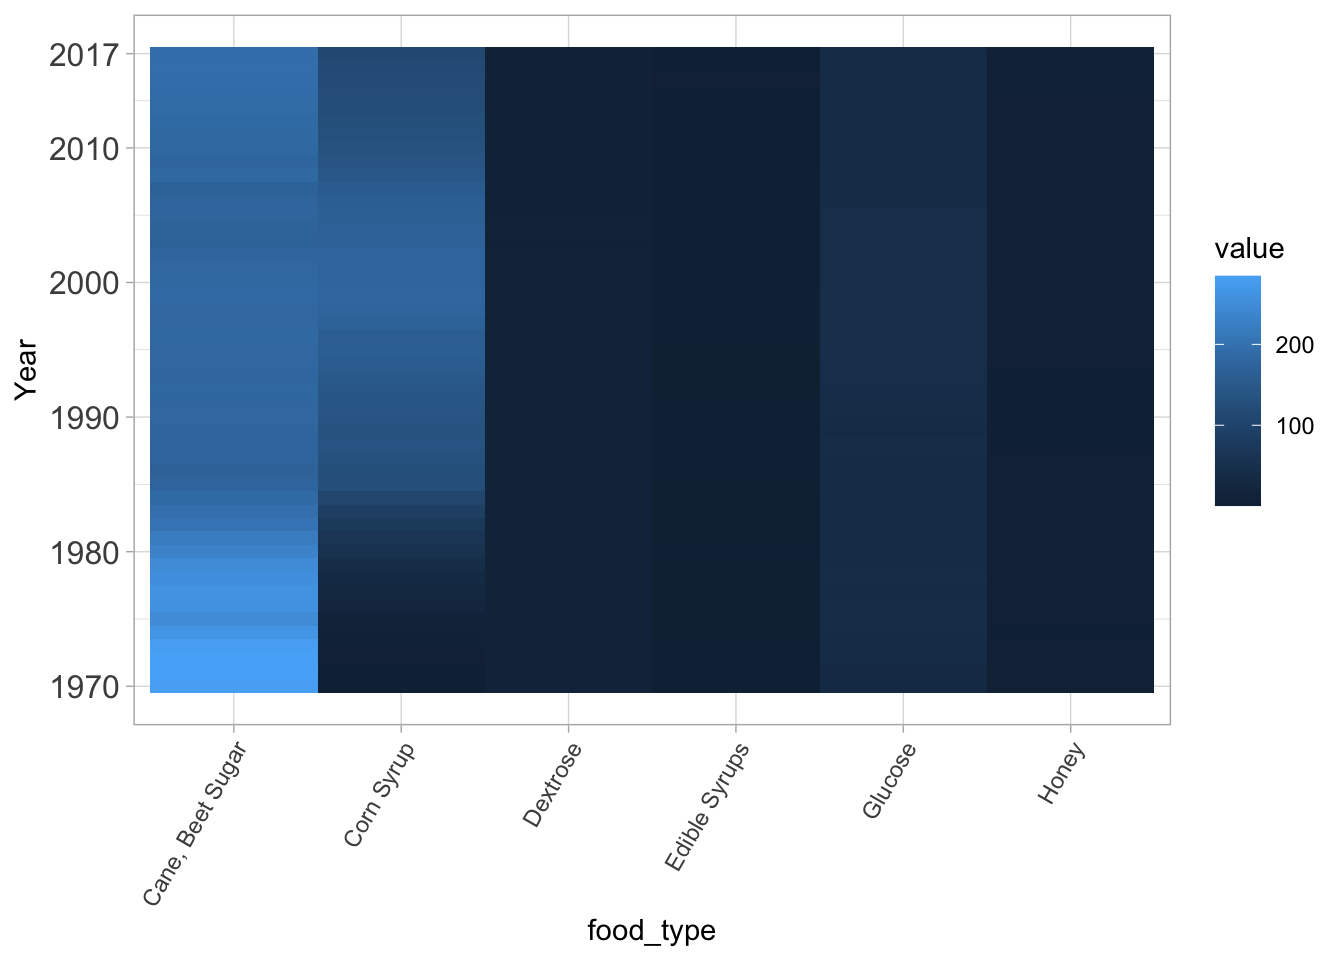 2017
2010
2000
1990
1980
1970
Year
Cane, Beet Sugar
Corn Syrup
Dextrose
Edible Syrups
Glucose
Honey
food_type
value
200
100